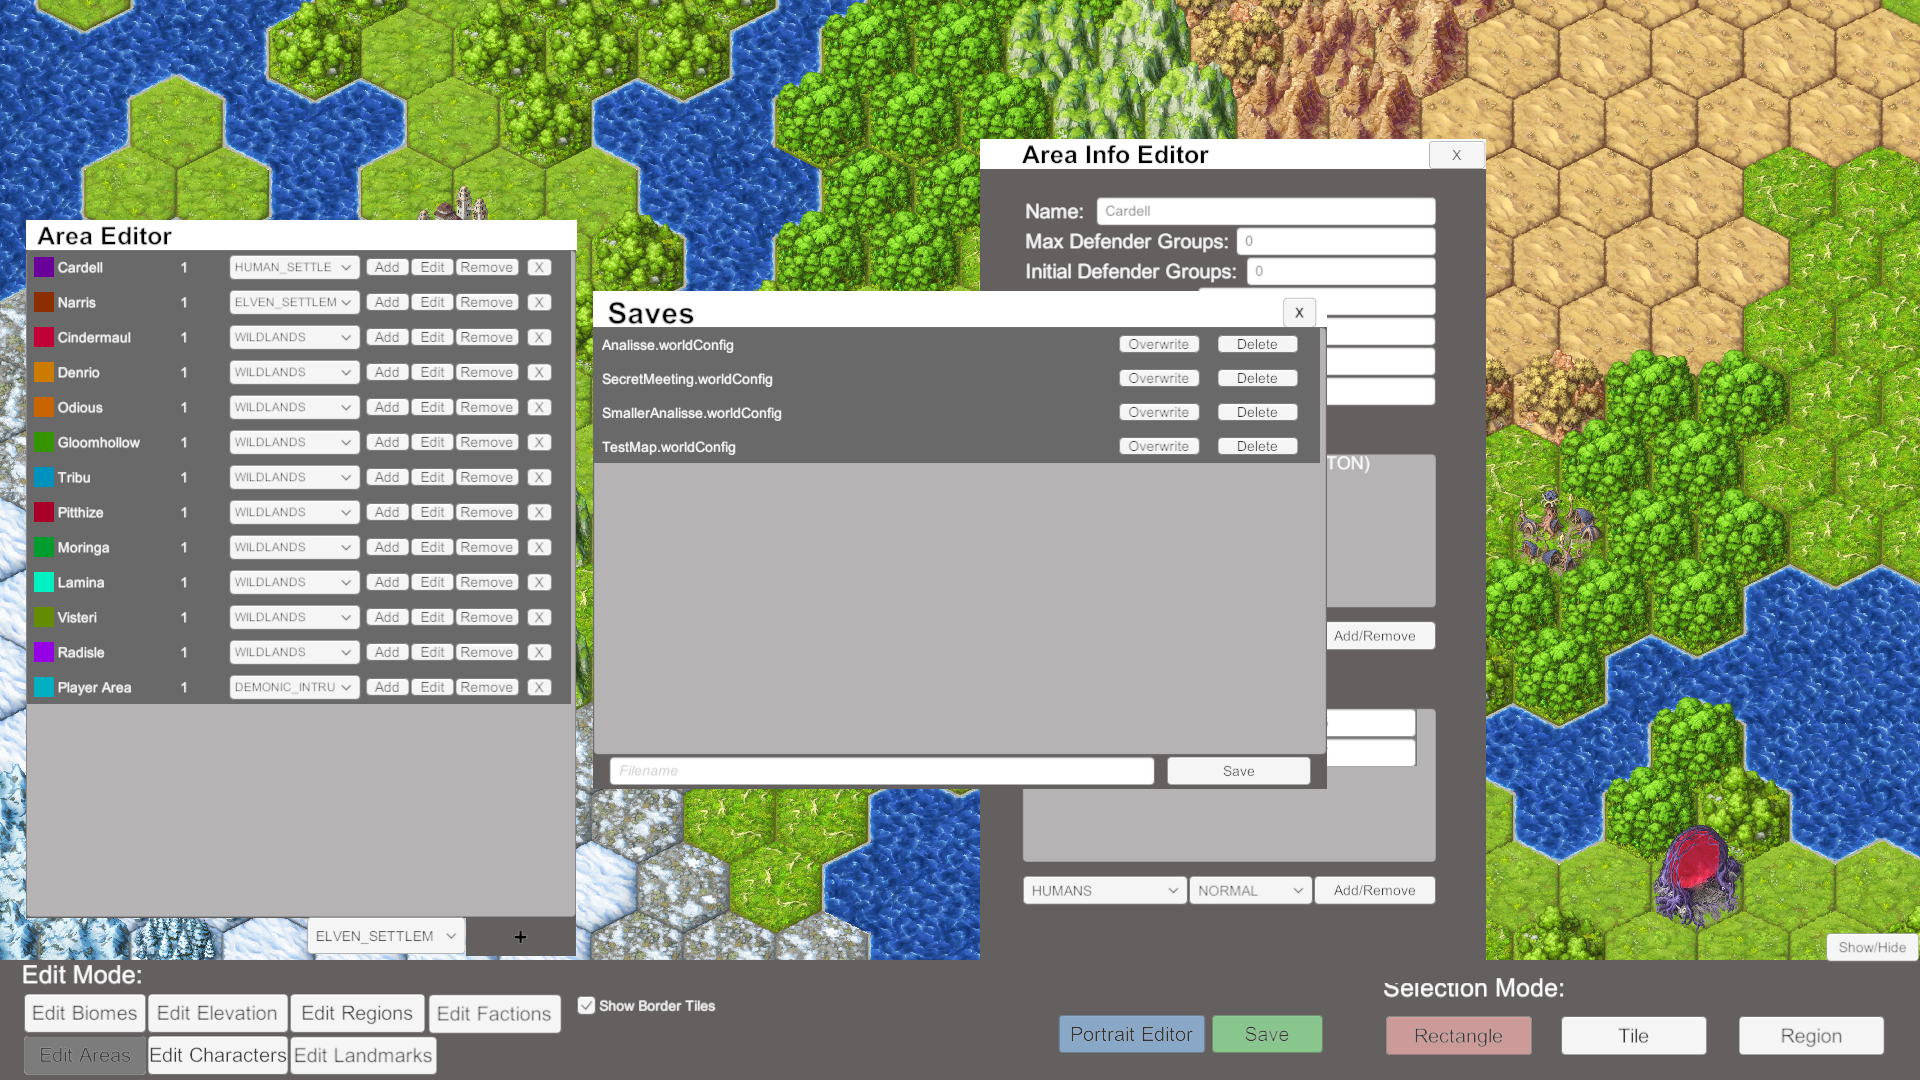 Area Info Editor
X
Name: Cardell
Max Defender Groups: 0
Initial Defender Groups: 0
TON)
Add/Remove
HUMANS NORMAL Add/Remove
Area Editor
Cardell 1 HUMAN_SETTLE Add Edit Remove X
Narris 1 ELVEN_SETTLEM Add Edit Remove X
Cindermaul 1 WILDLANDS Add Edit Remove X
Denrio 1 WILDLANDS Add Edit Remove X
Odious 1 WILDLANDS Add Edit Remove X
Gloomhollow 1 WILDLANDS Add Edit Remove X
Tribu 1 WILDLANDS Add Edit Remove X
Pitthize 1 WILDLANDS Add Edit Remove X
Moringa 1 WILDLANDS Add Edit Remove X
Lamina 1 WILDLANDS Add Edit Remove X
Visteri 1 WILDLANDS Add Edit Remove X
Radisle 1 WILDLANDS Add Edit Remove X
Player Area 1 DEMONIC_INTRU Add Edit Remove X
ELVEN_SETTLEM +
Saves X
Analisse.worldConfig Overwrite Delete
SecretMeeting.worldConfig Overwrite Delete
SmallerAnalisse.worldConfig Overwrite Delete
TestMap.worldConfig Overwrite Delete
Filename Save
Show/Hide
Edit Mode:
Edit Biomes Edit Elevation Edit Regions Edit Factions
Edit Areas Edit Characters Edit Landmarks
Show Border Tiles
Portrait Editor Save
Selection Mode:
Rectangle Tile Region